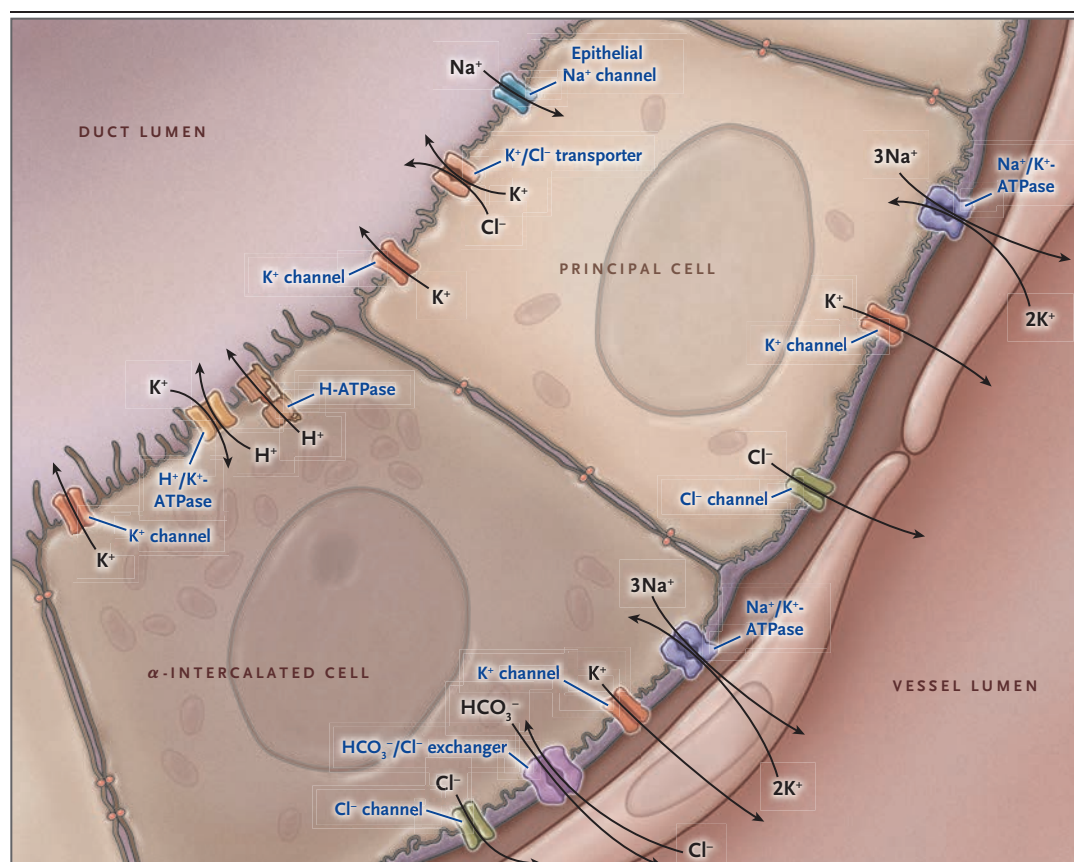 Epithelial
Na⁺ channel
Na⁺
DUCT LUMEN
K⁺/Cl⁻ transporter
K⁺
Cl⁻
3Na⁺
Na⁺/K⁺-
ATPase
K⁺ channel
K⁺
PRINCIPAL CELL
K⁺
2K⁺
K⁺ channel
K⁺
H-ATPase
H⁺
H⁺
H⁺/K⁺-
ATPase
Cl⁻
Cl⁻ channel
K⁺ channel
K⁺
3Na⁺
Na⁺/K⁺-
ATPase
α-INTERCALATED CELL
K⁺ channel
K⁺
VESSEL LUMEN
HCO₃⁻
HCO₃⁻/Cl⁻ exchanger
Cl⁻
2K⁺
Cl⁻ channel
Cl⁻